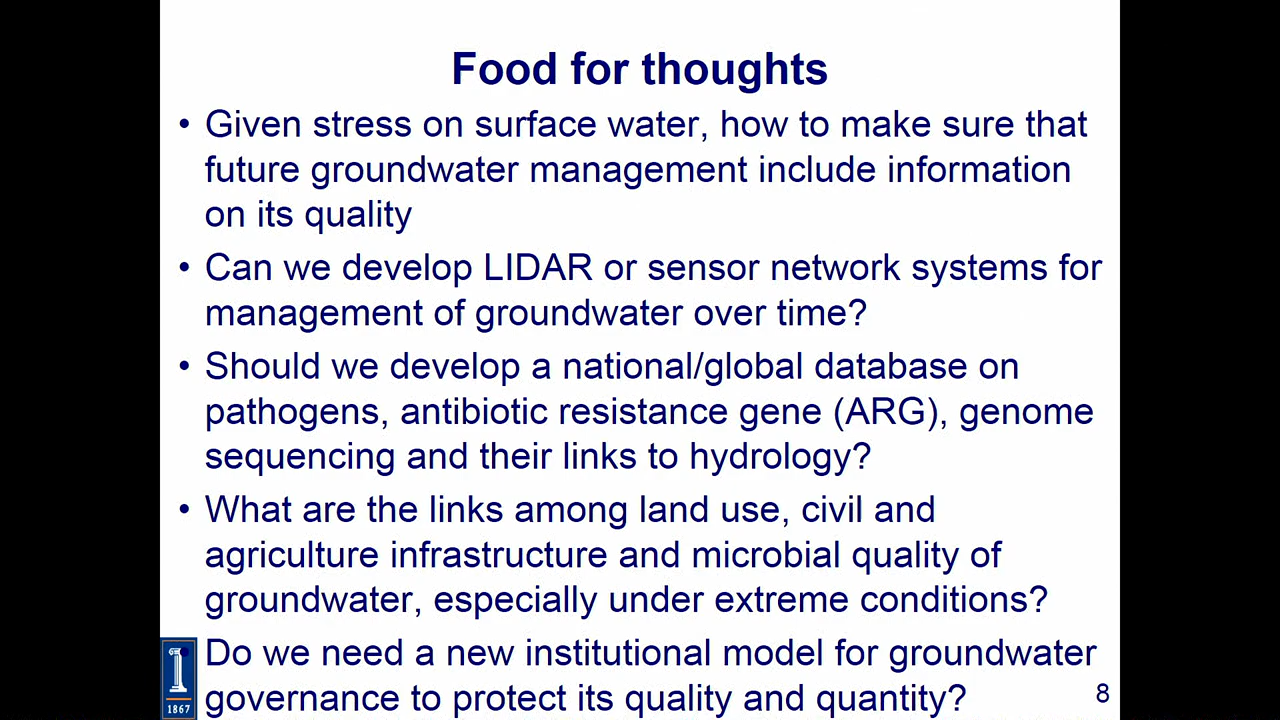 Food for thoughts
• Given stress on surface water, how to make sure that
future groundwater management include information
on its quality
• Can we develop LIDAR or sensor network systems for
management of groundwater over time?
• Should we develop a national/global database on
pathogens, antibiotic resistance gene (ARG), genome
sequencing and their links to hydrology?
• What are the links among land use, civil and
agriculture infrastructure and microbial quality of
groundwater, especially under extreme conditions?
• Do we need a new institutional model for groundwater
governance to protect its quality and quantity?
8
1867